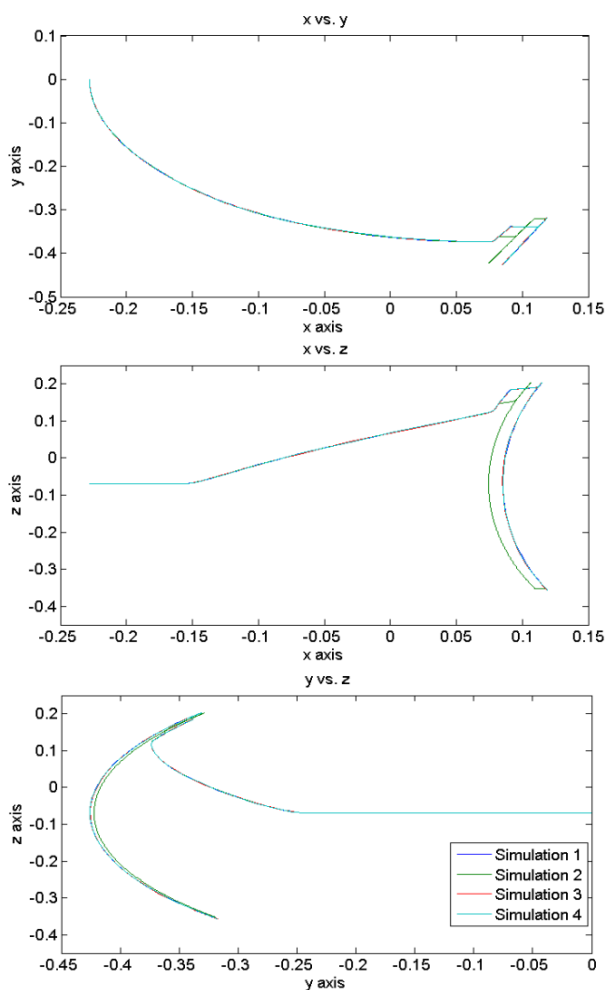 x vs. y
0.1
0
-0.1
-0.2
-0.3
-0.4
-0.5
y axis
-0.25 -0.2 -0.15 -0.1 -0.05 0 0.05 0.1 0.15
x axis
x vs. z
0.2
0.1
0
-0.1
-0.2
-0.3
-0.4
z axis
-0.25 -0.2 -0.15 -0.1 -0.05 0 0.05 0.1 0.15
x axis
y vs. z
0.2
0.1
0
-0.1
-0.2
-0.3
-0.4
z axis
Simulation 1
Simulation 2
Simulation 3
Simulation 4
-0.45 -0.4 -0.35 -0.3 -0.25 -0.2 -0.15 -0.1 -0.05 0
y axis